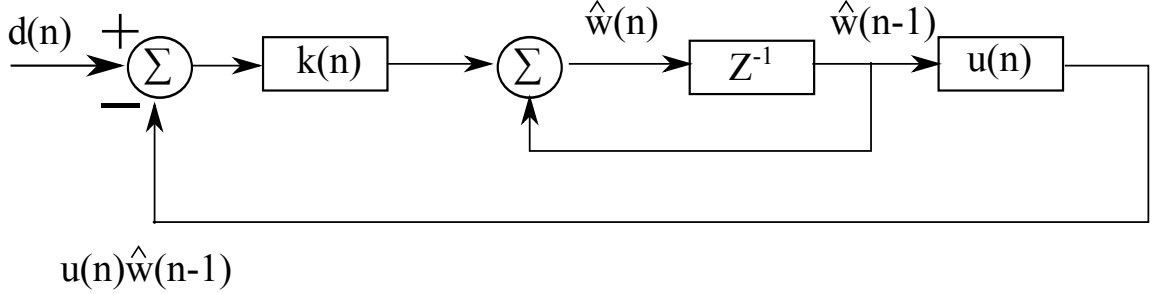 d(n)
+
−
∑
k(n)
∑
ŵ(n)
Z⁻¹
ŵ(n-1)
u(n)
u(n)ŵ(n-1)